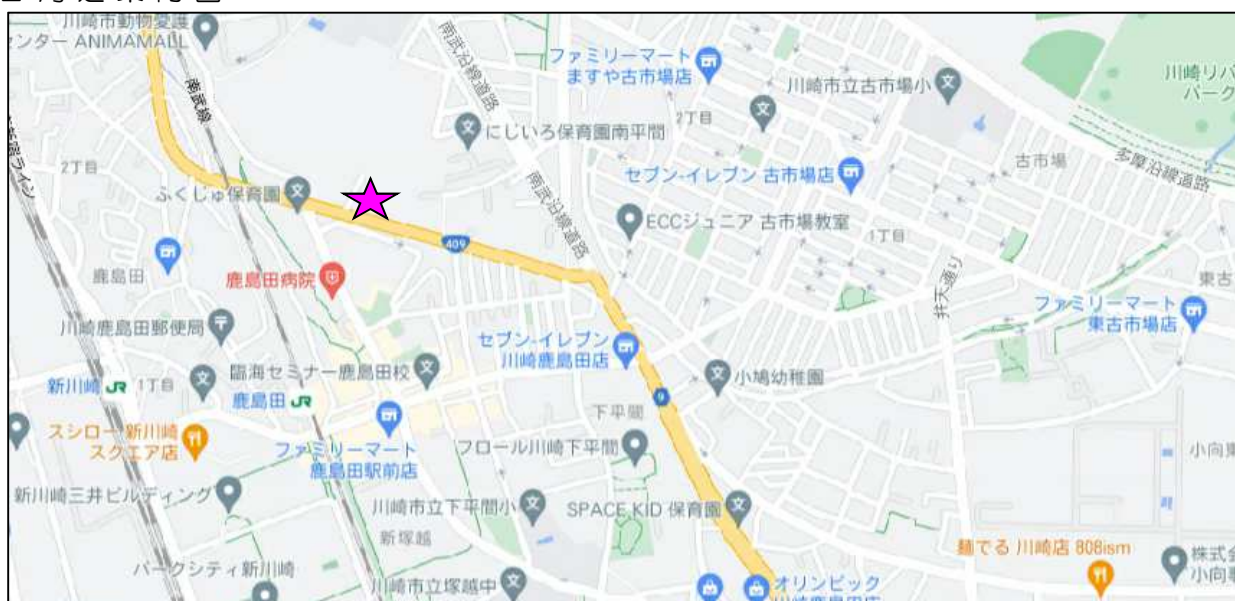 川崎市動物愛護
センター ANIMAMALL
南武線
南武沿線道路
ファミリーマート
ますや古市場店
川崎市立古市場小
川崎リバ
パーク
にじいろ保育園南平間
2丁目
セブン-イレブン 古市場店
古市場
多摩沿線道路
2丁目
ふくじゅ保育園
南武沿線道路
ECCジュニア 古市場教室
1丁目
409
鹿島田
鹿島田病院
弁天通り
東古
ファミリーマート
東古市場店
川崎鹿島田郵便局
セブン-イレブン
川崎鹿島田店
新川崎 JR
1丁目
臨海セミナー鹿島田校
鹿島田 JR
小鳩幼稚園
9
下平間
スシロー 新川崎
スクエア店
ファミリーマート
鹿島田駅前店
フロール川崎下平間
小向東
新川崎三井ビルディング
川崎市立下平間小
SPACE KID 保育園
新塚越
麺でる 川崎店 808ism
株式会
小向事
パークシティ新川崎
川崎市立塚越中
オリンピック